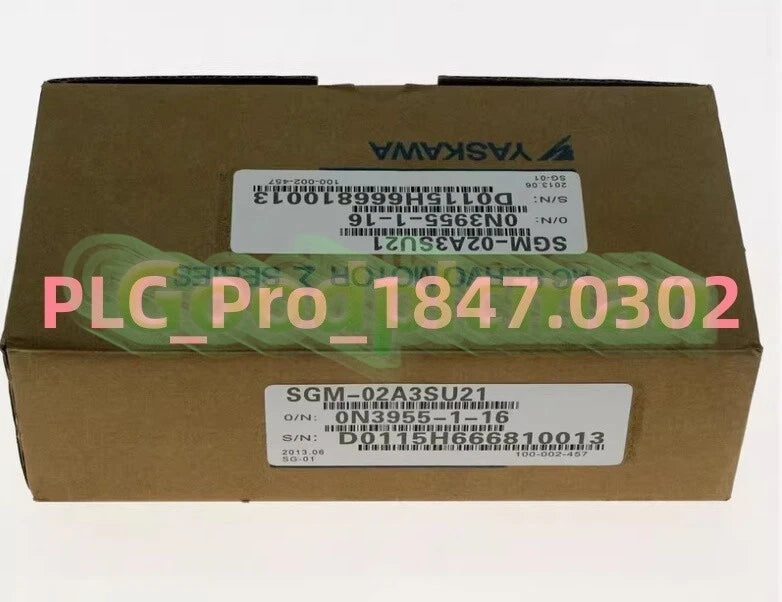 YASKAWA
2013.06
SG-01
100-002-457
S/N: D0115H666810013
O/N: 0N3955-1-16
SGM-02A3SU21
AC SERVO MOTOR Σ SERIES
PLC_Pro_1847.0302
SGM-02A3SU21
O/N: 0N3955-1-16
S/N: D0115H666810013
2013.06
SG-01
100-002-457